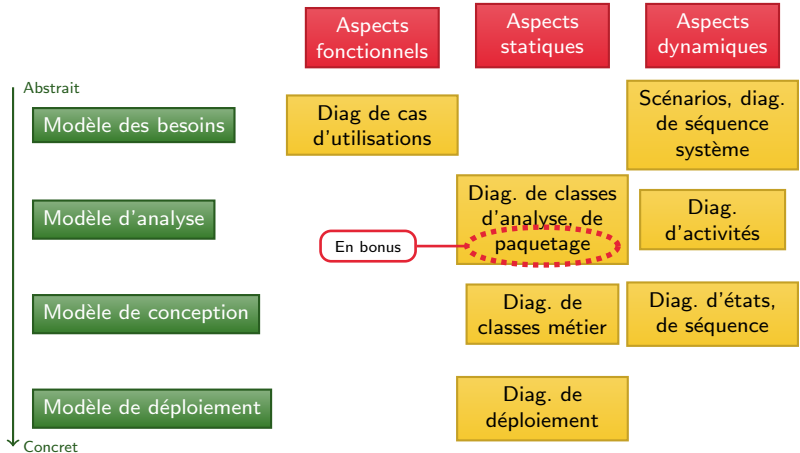 Aspects
fonctionnels
Aspects
statiques
Aspects
dynamiques
Abstrait
Modèle des besoins
Diag de cas
d'utilisations
Scénarios, diag.
de séquence
système
Modèle d'analyse
Diag. de classes
d'analyse, de
paquetage
Diag.
d'activités
En bonus
Modèle de conception
Diag. de
classes métier
Diag. d'états,
de séquence
Modèle de déploiement
Diag. de
déploiement
Concret